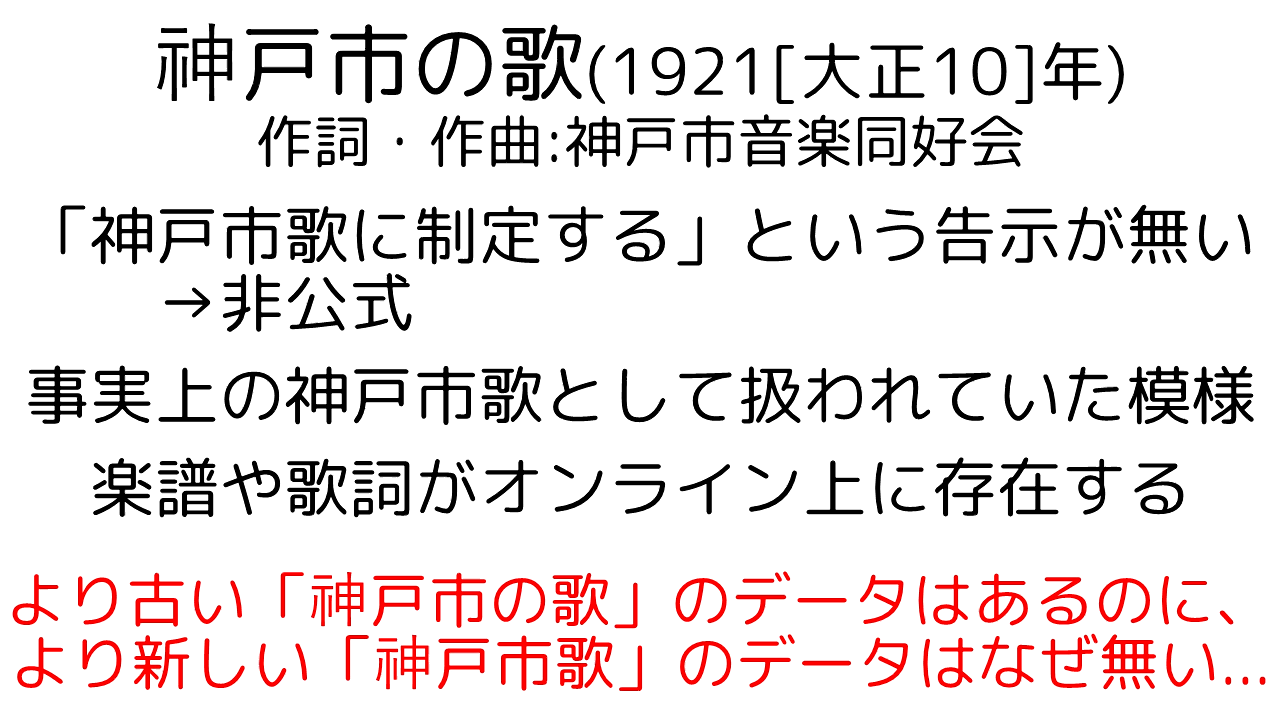 神戸市の歌(1921[大正10]年)
作詞・作曲:神戸市音楽同好会
「神戸市歌に制定する」という告示が無い
→非公式
事実上の神戸市歌として扱われていた模様
楽譜や歌詞がオンライン上に存在する
より古い「神戸市の歌」のデータはあるのに、
より新しい「神戸市歌」のデータはなぜ無い…